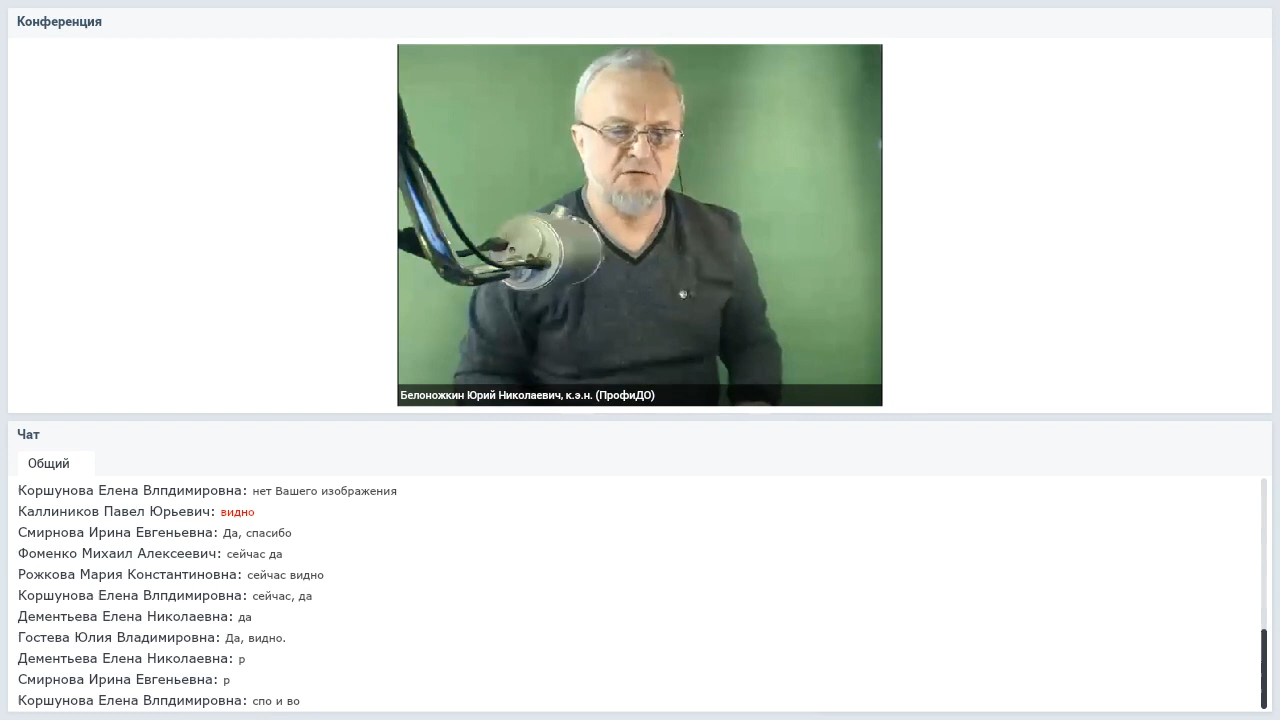 Конференция
Белоножкин Юрий Николаевич, к.э.н. (ПрофиДО)
Чат
Общий
Коршунова Елена Влпдимировна: нет Вашего изображения
Каллиников Павел Юрьевич: видно
Смирнова Ирина Евгеньевна: Да, спасибо
Фоменко Михаил Алексеевич: сейчас да
Рожкова Мария Константиновна: сейчас видно
Коршунова Елена Влпдимировна: сейчас, да
Дементьева Елена Николаевна: да
Гостева Юлия Владимировна: Да, видно.
Дементьева Елена Николаевна: р
Смирнова Ирина Евгеньевна: р
Коршунова Елена Влпдимировна: спо и во